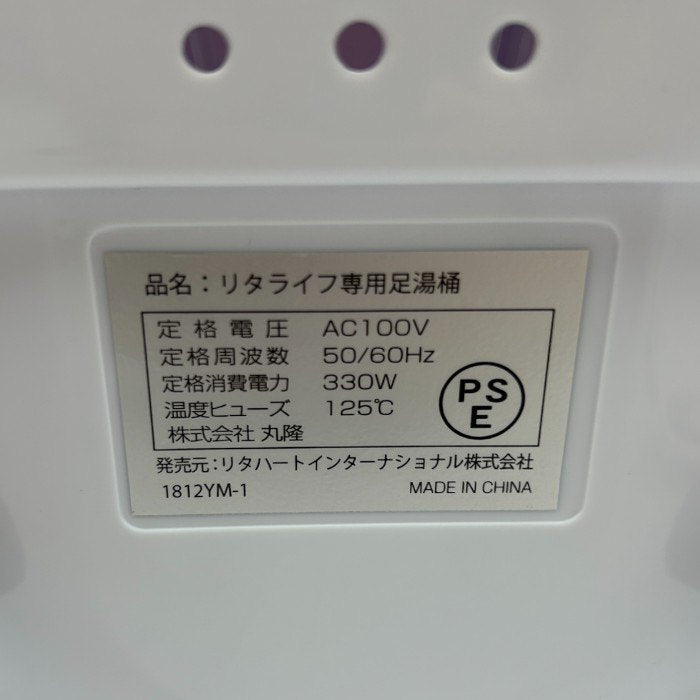 品名：リタライフ専用足湯桶
定格電圧 AC100V
定格周波数 50/60Hz
定格消費電力 330W
温度ヒューズ 125℃
株式会社 丸隆
PS
E
発売元：リタハートインターナショナル株式会社
1812YM-1 MADE IN CHINA